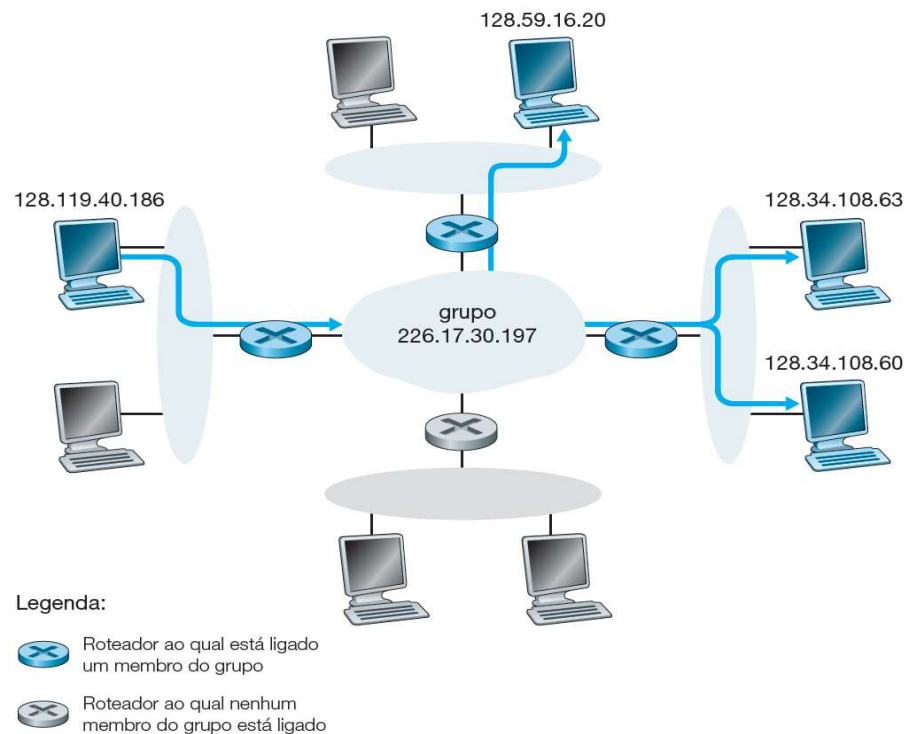 128.59.16.20
128.119.40.186
128.34.108.63
grupo
226.17.30.197
128.34.108.60
Legenda:
Roteador ao qual está ligado
um membro do grupo
Roteador ao qual nenhum
membro do grupo está ligado